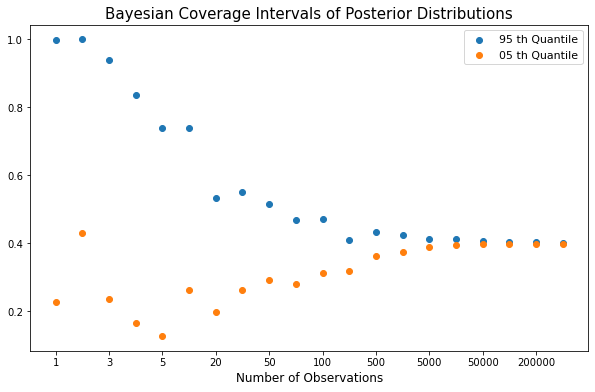 Bayesian Coverage Intervals of Posterior Distributions
95 th Quantile
05 th Quantile
1.0
0.8
0.6
0.4
0.2
1 3 5 20 50 100 500 5000 50000 200000
Number of Observations